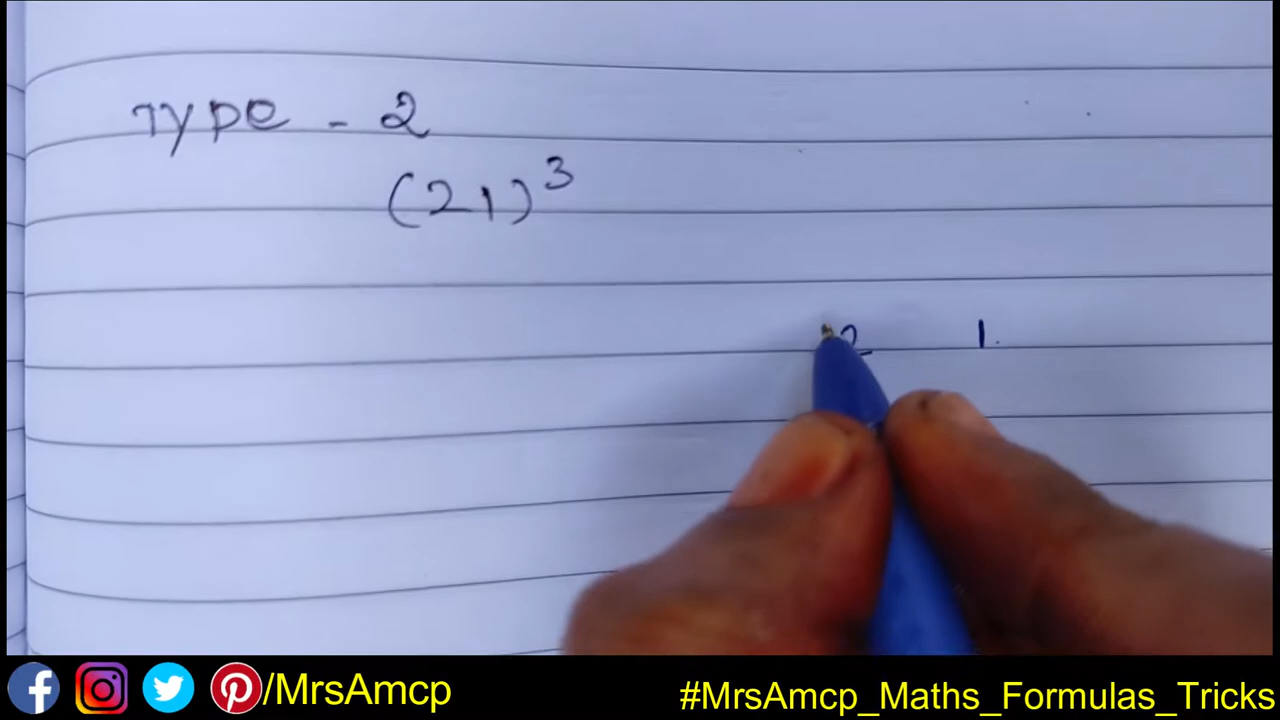 Type - 2
(21)³
2 1.
/MrsAmcp
#MrsAmcp_Maths_Formulas_Tricks